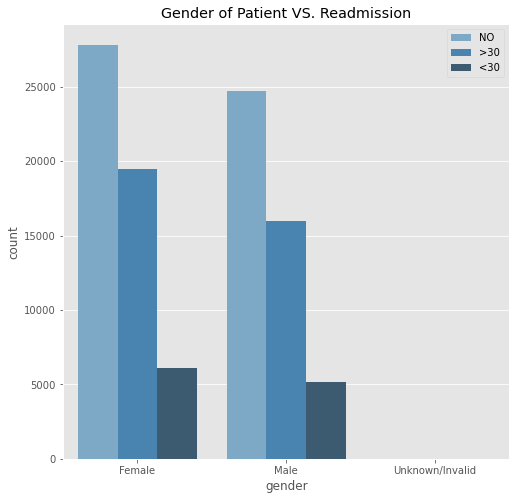 Gender of Patient VS. Readmission
NO
>30
<30
25000
20000
15000
10000
5000
0
count
Female
Male
Unknown/Invalid
gender